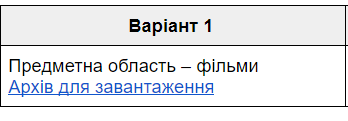 Варіант 1
Предметна область – фільми
Архів для завантаження